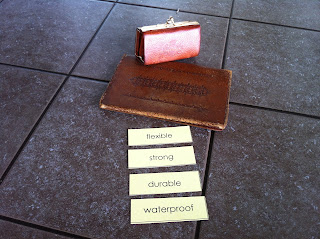 flexible
strong
durable
waterproof